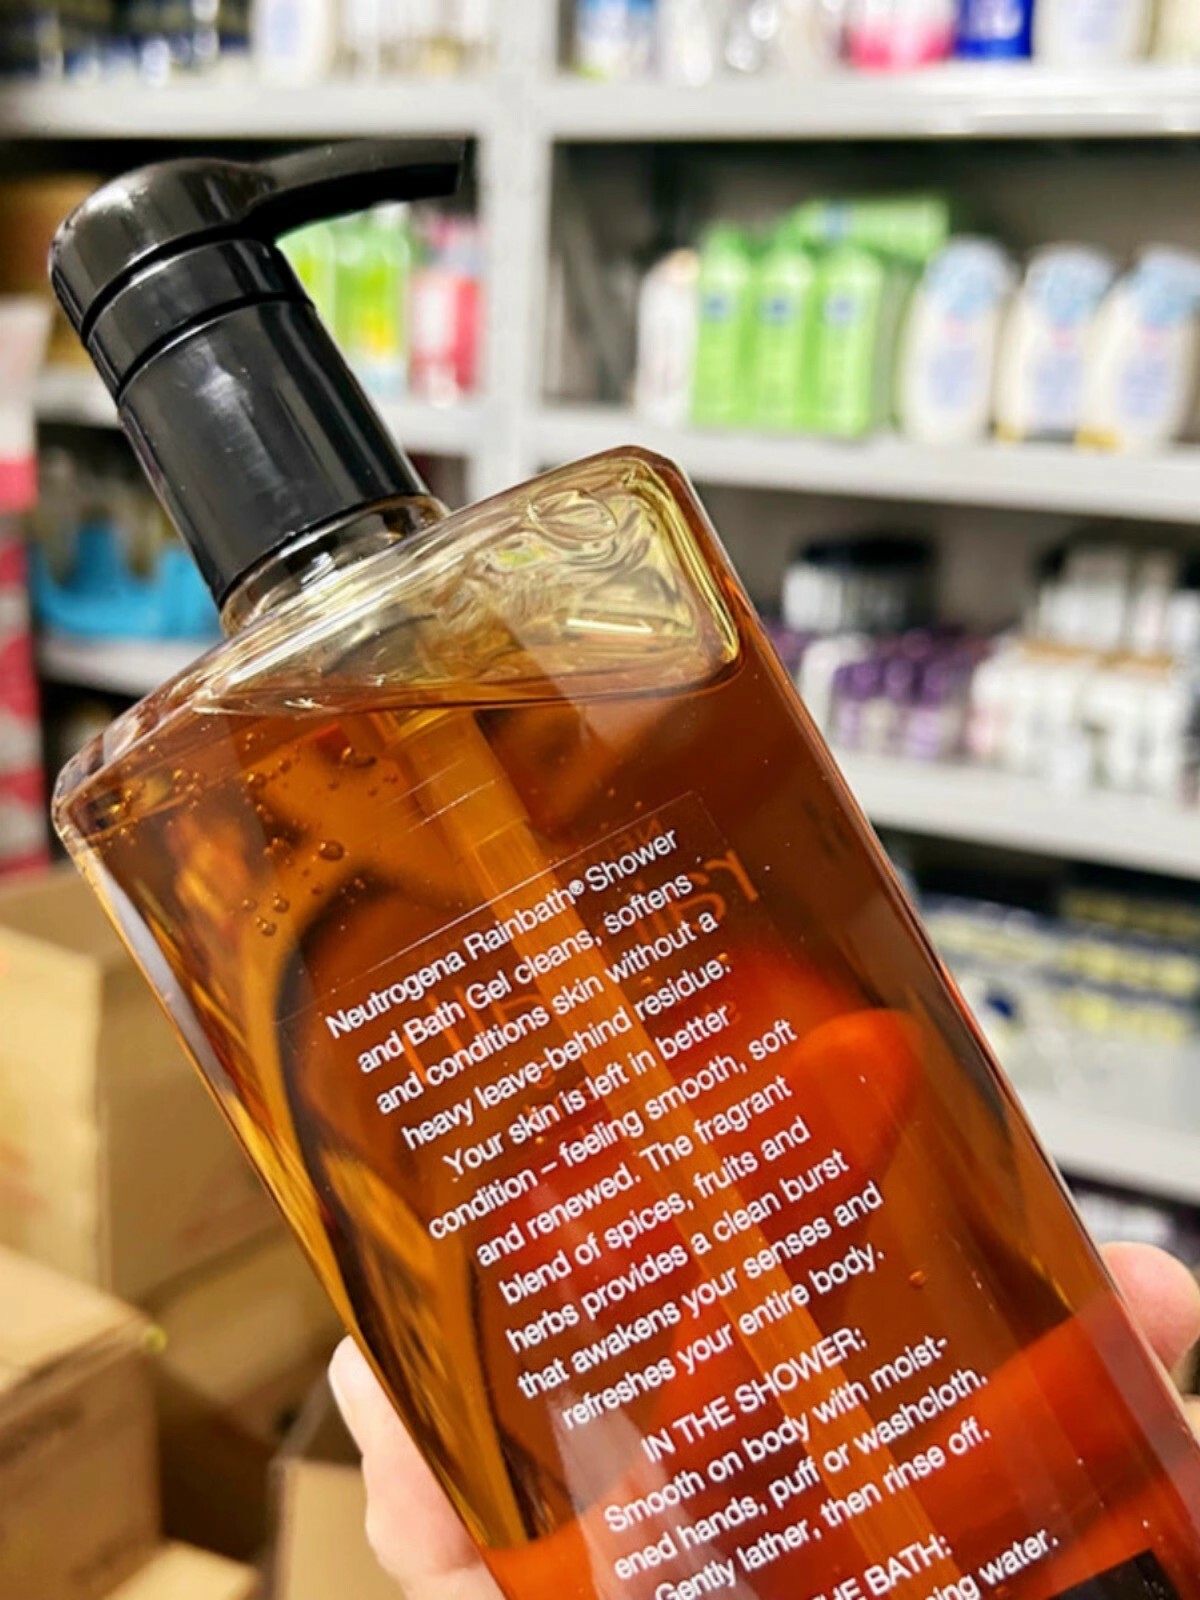 Neutrogena Rainbath® Shower
and Bath Gel cleans, softens
and conditions skin without a
heavy leave-behind residue.
Your skin is left in better
condition – feeling smooth, soft
and renewed. The fragrant
blend of spices, fruits and
herbs provides a clean burst
that awakens your senses and
refreshes your entire body.
IN THE SHOWER:
Smooth on body with moist-
ened hands, puff or washcloth.
Gently lather, then rinse off.
THE BATH:
water.